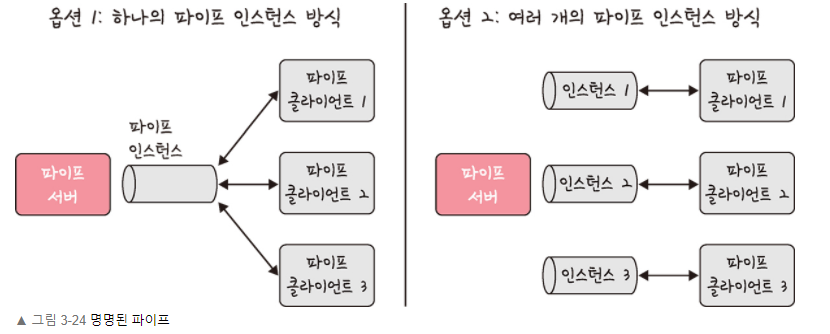 옵션 1: 하나의 파이프 인스턴스 방식
파이프
서버
파이프
인스턴스
파이프
클라이언트 1
파이프
클라이언트 2
파이프
클라이언트 3
옵션 2: 여러 개의 파이프 인스턴스 방식
파이프
서버
인스턴스 1
파이프
클라이언트 1
인스턴스 2
파이프
클라이언트 2
인스턴스 3
파이프
클라이언트 3
▲ 그림 3-24 명명된 파이프